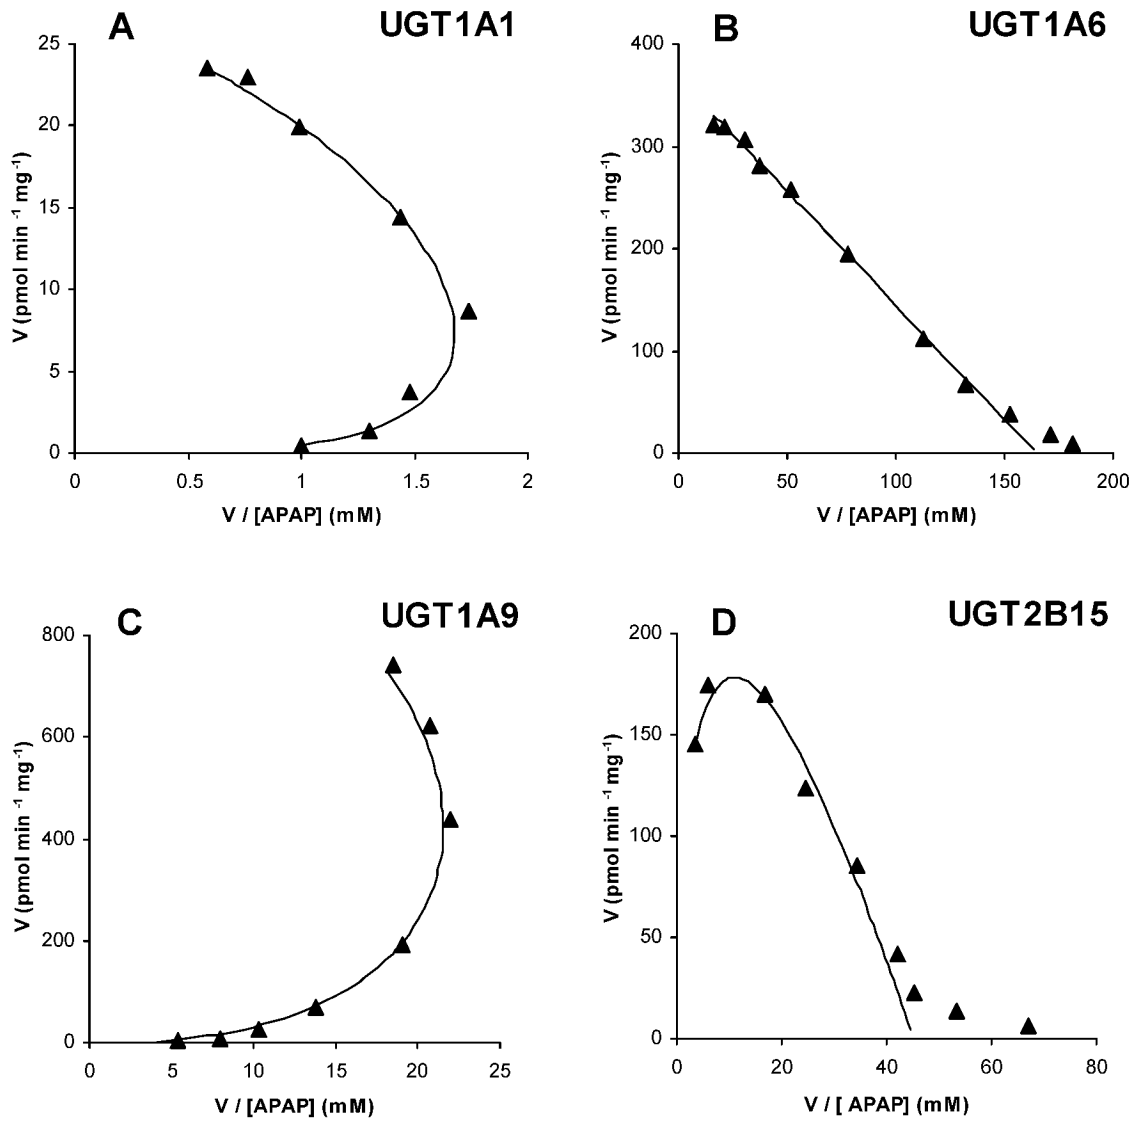 A UGT1A1
25
20
15
10
5
0
V (pmol min ⁻¹ mg⁻¹)
0 0.5 1 1.5 2
V / [APAP] (mM)
B UGT1A6
400
300
200
100
0
V (pmol min ⁻¹ mg⁻¹)
0 50 100 150 200
V / [APAP] (mM)
C UGT1A9
800
600
400
200
0
V (pmol min ⁻¹ mg⁻¹)
0 5 10 15 20 25
V / [APAP] (mM)
D UGT2B15
200
150
100
50
0
V (pmol min ⁻¹ mg⁻¹)
0 20 40 60 80
V / [ APAP] (mM)